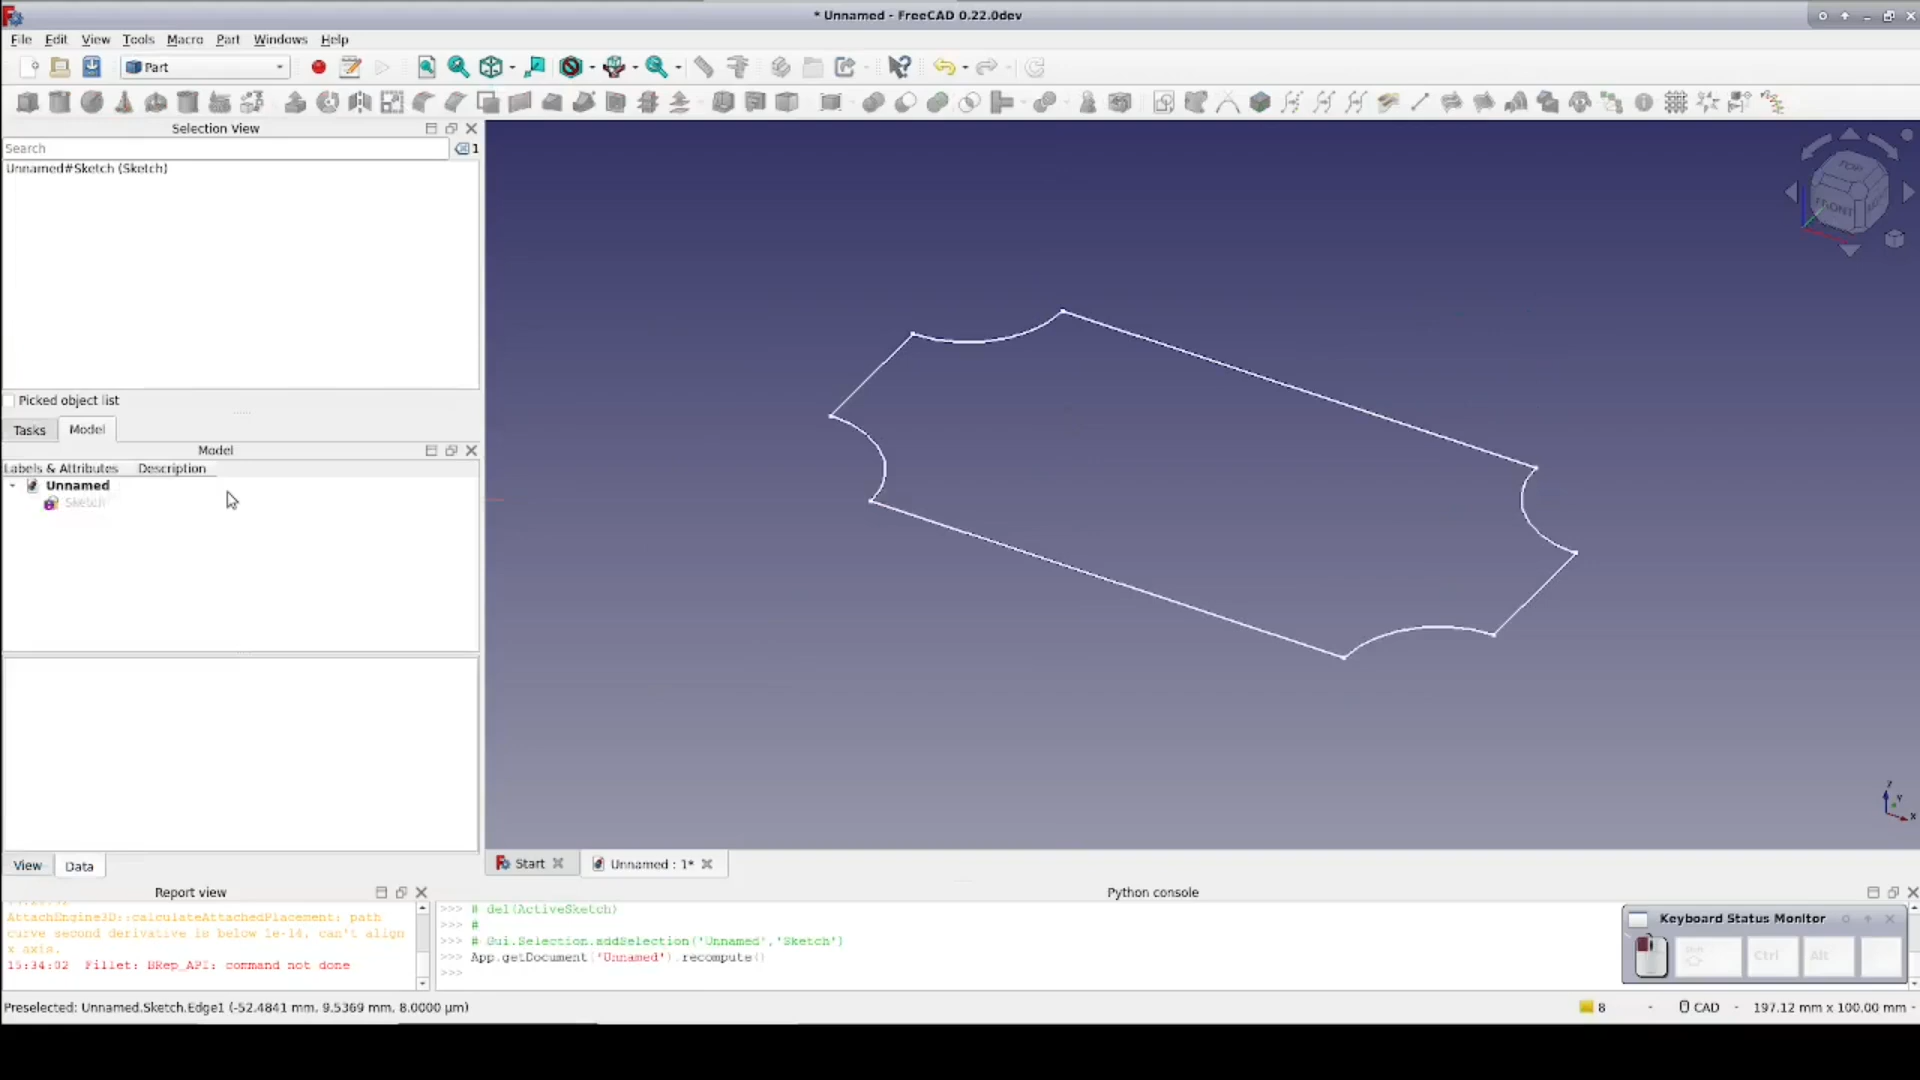 * Unnamed - FreeCAD 0.22.0dev
File Edit View Tools Macro Part Windows Help
Part
Selection View
Search
1
Unnamed#Sketch (Sketch)
Picked object list
Tasks Model
Model
Labels & Attributes Description
Unnamed
Sketch
TOP
FRONT
Z
Y
X
View Data
Start
Unnamed : 1*
Report view
AttachEngine3D::calculateAttachedPlacement: path
curve second derivative is below 1e-14, can't align
x axis.
15:34:02 Fillet: BRep_API: command not done
Python console
>>> # del(ActiveSketch)
>>> #
>>> # Gui.Selection.addSelection('Unnamed','Sketch')
>>> App.getDocument('Unnamed').recompute()
>>>
Keyboard Status Monitor
Ctrl
Alt
Preselected: Unnamed.Sketch.Edge1 (-52.4841 mm, 9.5369 mm, 8.0000 µm)
8 - CAD - 197.12 mm x 100.00 mm -